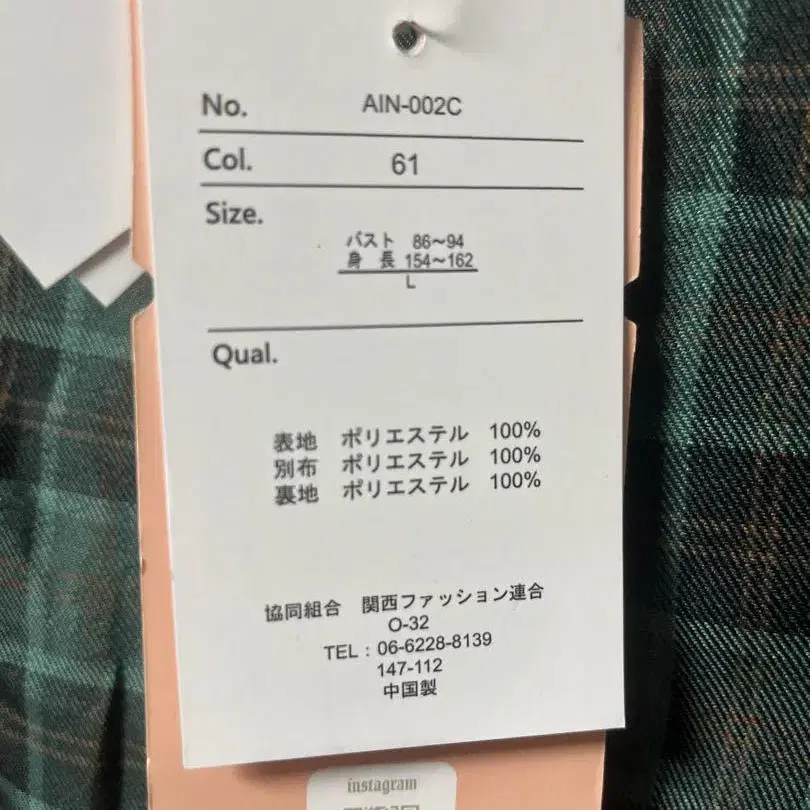 No. AIN-002C
Col. 61
Size.
バスト 86～94
身長 154～162
L
Qual.
表地 ポリエステル 100%
別布 ポリエステル 100%
裏地 ポリエステル 100%
協同組合 関西ファッション連合
O-32
TEL：06-6228-8139
147-112
中国製
instagram